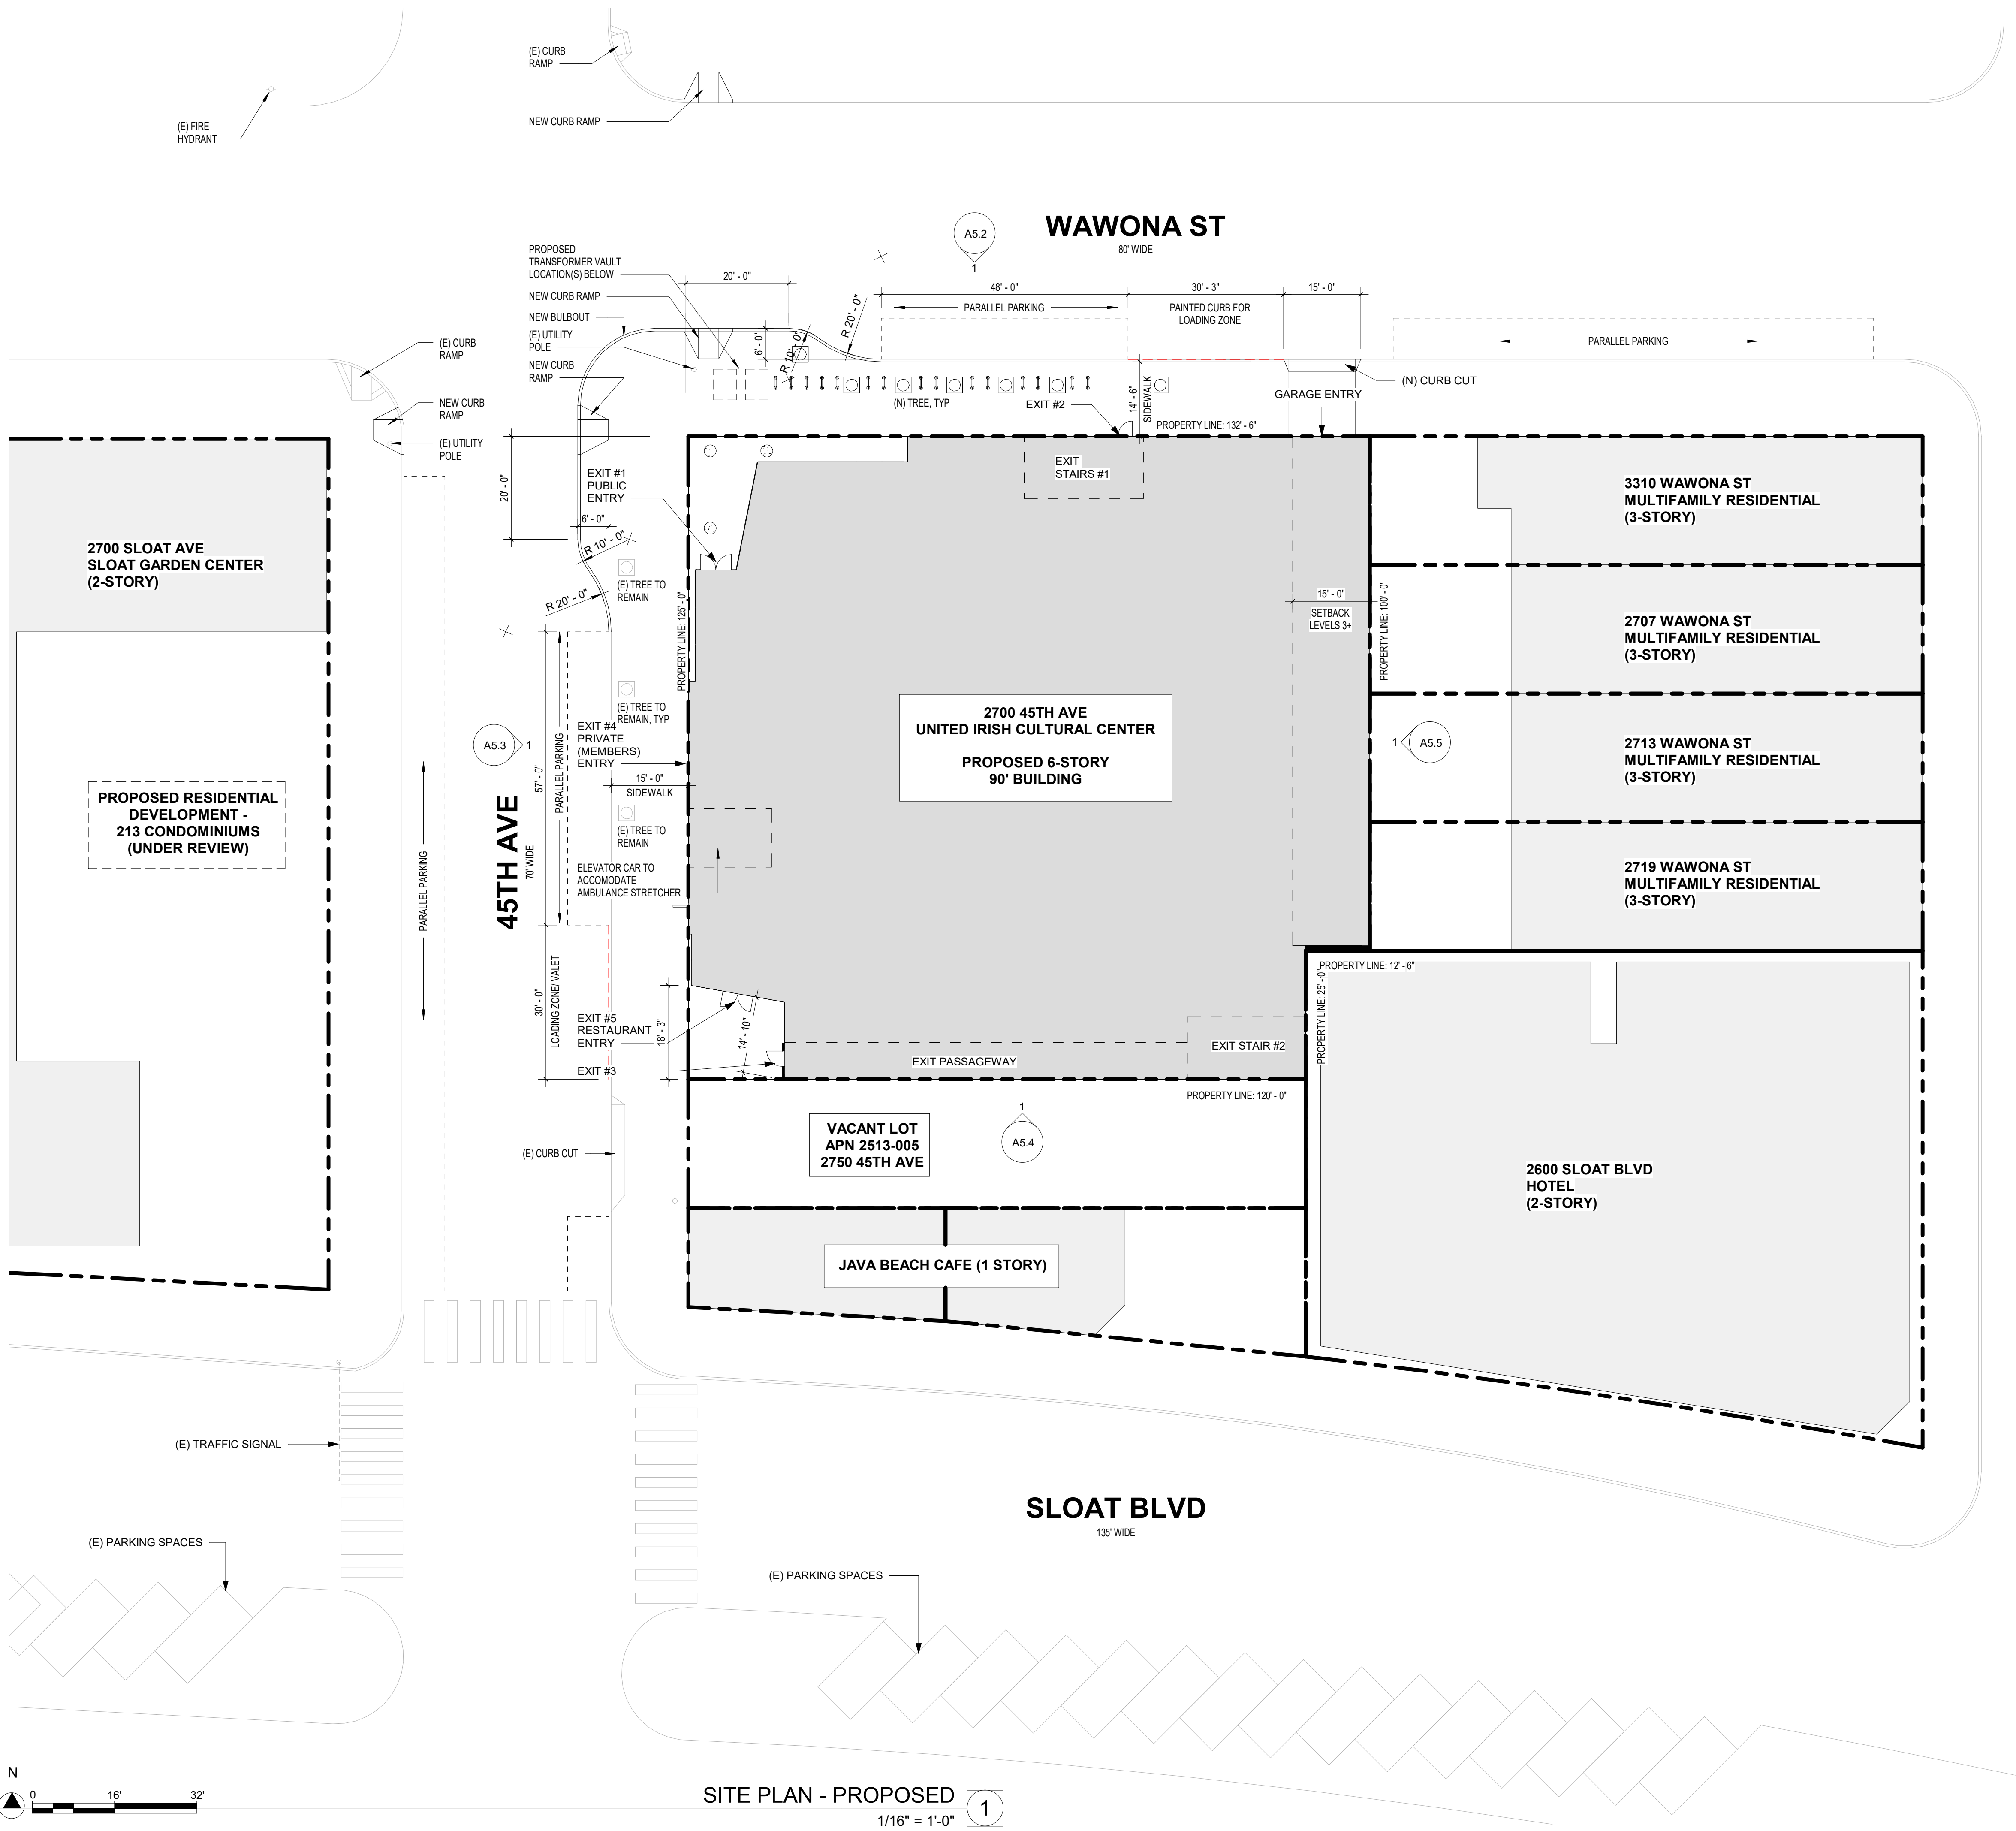 (E) CURB
RAMP
NEW CURB RAMP
(E) FIRE
HYDRANT
WAWONA ST
80' WIDE
A5.2
1
PROPOSED
TRANSFORMER VAULT
LOCATION(S) BELOW
NEW CURB RAMP
NEW BULBOUT
(E) UTILITY
POLE
NEW CURB
RAMP
20' - 0"
6' - 0"
R 10' - 0"
R 20' - 0"
48' - 0"
PARALLEL PARKING
30' - 3"
PAINTED CURB FOR
LOADING ZONE
15' - 0"
PARALLEL PARKING
(E) CURB
RAMP
NEW CURB
RAMP
(E) UTILITY
POLE
(N) CURB CUT
GARAGE ENTRY
(N) TREE, TYP
EXIT #2
14' - 6"
SIDEWALK
PROPERTY LINE: 132' - 6"
EXIT
STAIRS #1
EXIT #1
PUBLIC
ENTRY
20' - 0"
6' - 0"
R 10' - 0"
R 20' - 0"
(E) TREE TO
REMAIN
PROPERTY LINE: 125' - 0"
2700 SLOAT AVE
SLOAT GARDEN CENTER
(2-STORY)
3310 WAWONA ST
MULTIFAMILY RESIDENTIAL
(3-STORY)
15' - 0"
SETBACK
LEVELS 3+
PROPERTY LINE: 100' - 0"
2707 WAWONA ST
MULTIFAMILY RESIDENTIAL
(3-STORY)
(E) TREE TO
REMAIN, TYP
EXIT #4
PRIVATE
(MEMBERS)
ENTRY
A5.3
1
2700 45TH AVE
UNITED IRISH CULTURAL CENTER
PROPOSED 6-STORY
90' BUILDING
1
A5.5
2713 WAWONA ST
MULTIFAMILY RESIDENTIAL
(3-STORY)
57' - 0"
PARALLEL PARKING
15' - 0"
SIDEWALK
PROPOSED RESIDENTIAL
DEVELOPMENT -
213 CONDOMINIUMS
(UNDER REVIEW)
PARALLEL PARKING
45TH AVE
70' WIDE
(E) TREE TO
REMAIN
ELEVATOR CAR TO
ACCOMODATE
AMBULANCE STRETCHER
2719 WAWONA ST
MULTIFAMILY RESIDENTIAL
(3-STORY)
PROPERTY LINE: 12' - 6"
PROPERTY LINE: 25' - 0"
30' - 0"
LOADING ZONE/ VALET
EXIT #5
RESTAURANT
ENTRY
18' - 3"
14' - 10"
EXIT #3
EXIT PASSAGEWAY
EXIT STAIR #2
PROPERTY LINE: 120' - 0"
VACANT LOT
APN 2513-005
2750 45TH AVE
1
A5.4
(E) CURB CUT
2600 SLOAT BLVD
HOTEL
(2-STORY)
JAVA BEACH CAFE (1 STORY)
(E) TRAFFIC SIGNAL
SLOAT BLVD
135' WIDE
(E) PARKING SPACES
(E) PARKING SPACES
N
0
16'
32'
SITE PLAN - PROPOSED
1/16" = 1'-0"
1